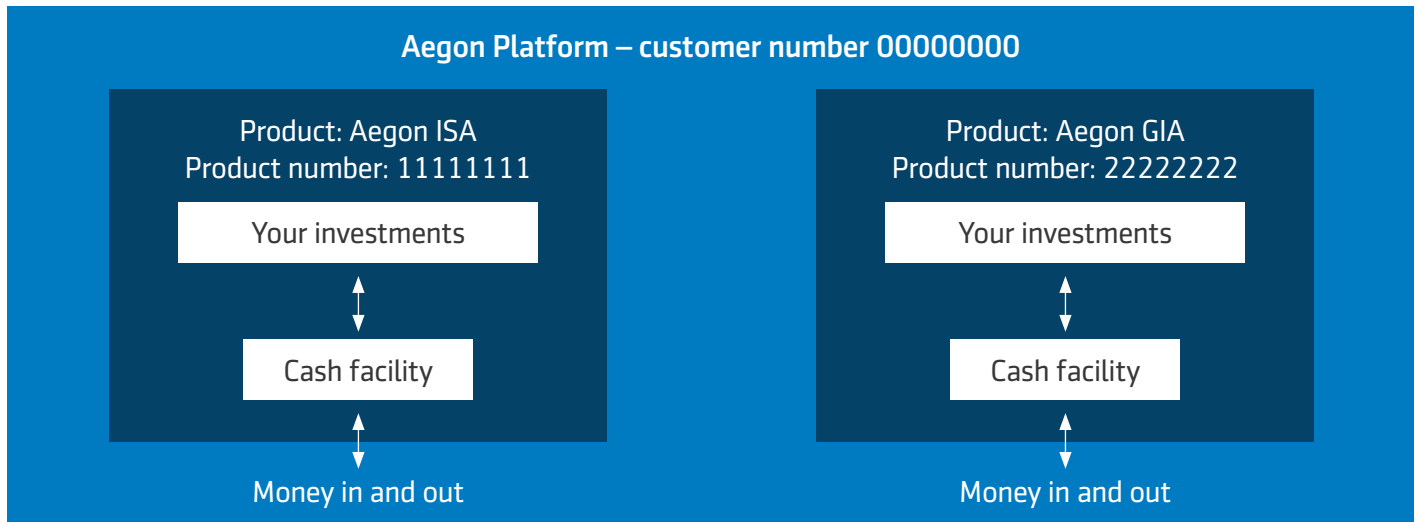 Aegon Platform – customer number 00000000
Product: Aegon ISA
Product number: 11111111
Your investments
Cash facility
Money in and out
Product: Aegon GIA
Product number: 22222222
Your investments
Cash facility
Money in and out